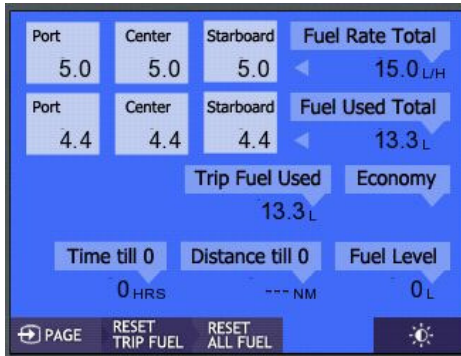 Port Center Starboard Fuel Rate Total
5.0 5.0 5.0 15.0 L/H
Port Center Starboard Fuel Used Total
4.4 4.4 4.4 13.3 L
Trip Fuel Used Economy
13.3 L
Time till 0 Distance till 0 Fuel Level
0 HRS --- NM 0 L
PAGE RESET TRIP FUEL RESET ALL FUEL